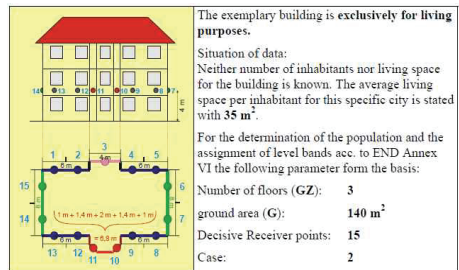 The exemplary building is exclusively for living
purposes.
Situation of data:
Neither number of inhabitants nor living space
for the building is known. The average living
space per inhabitant for this specific city is stated
with 35 m².
For the determination of the population and the
assignment of level bands acc. to END Annex
VI the following parameter form the basis:
Number of floors (GZ): 3
ground area (G): 140 m²
Decisive Receiver points: 15
Case: 2
14 13 12 11 10 9 8 7
4 m
3
1 2 4 m 4 5
6 m 6 m
15 6
8 m 8 m
14 7
1 m + 1,4 m + 2 m + 1,4 m + 1 m
= 6,8 m
6 m 6 m
13 12 11 10 9 8